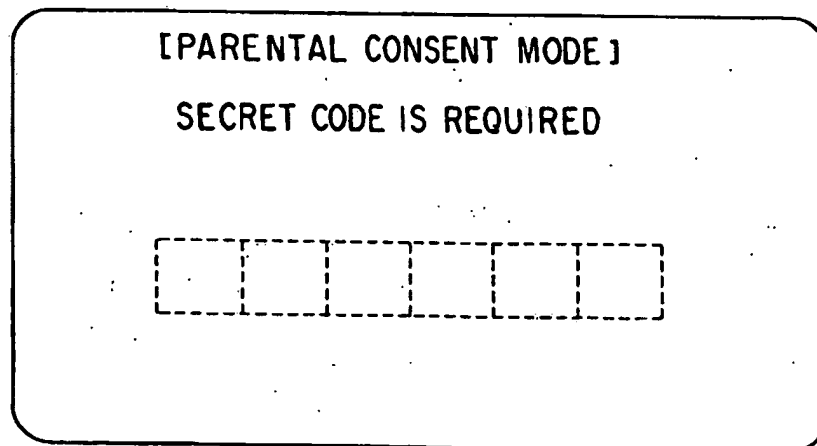 [PARENTAL CONSENT MODE]
SECRET CODE IS REQUIRED